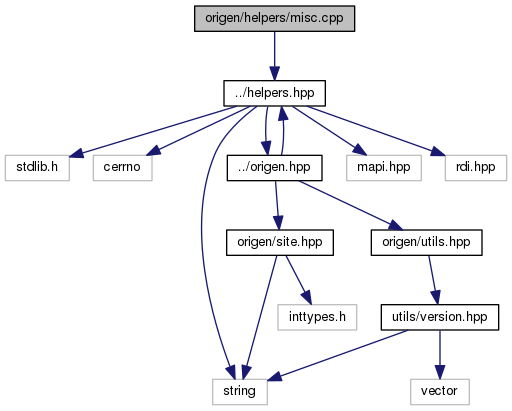 origen/helpers/misc.cpp
../helpers.hpp
stdlib.h
cerrno
../origen.hpp
mapi.hpp
rdi.hpp
origen/site.hpp
origen/utils.hpp
inttypes.h
utils/version.hpp
string
vector